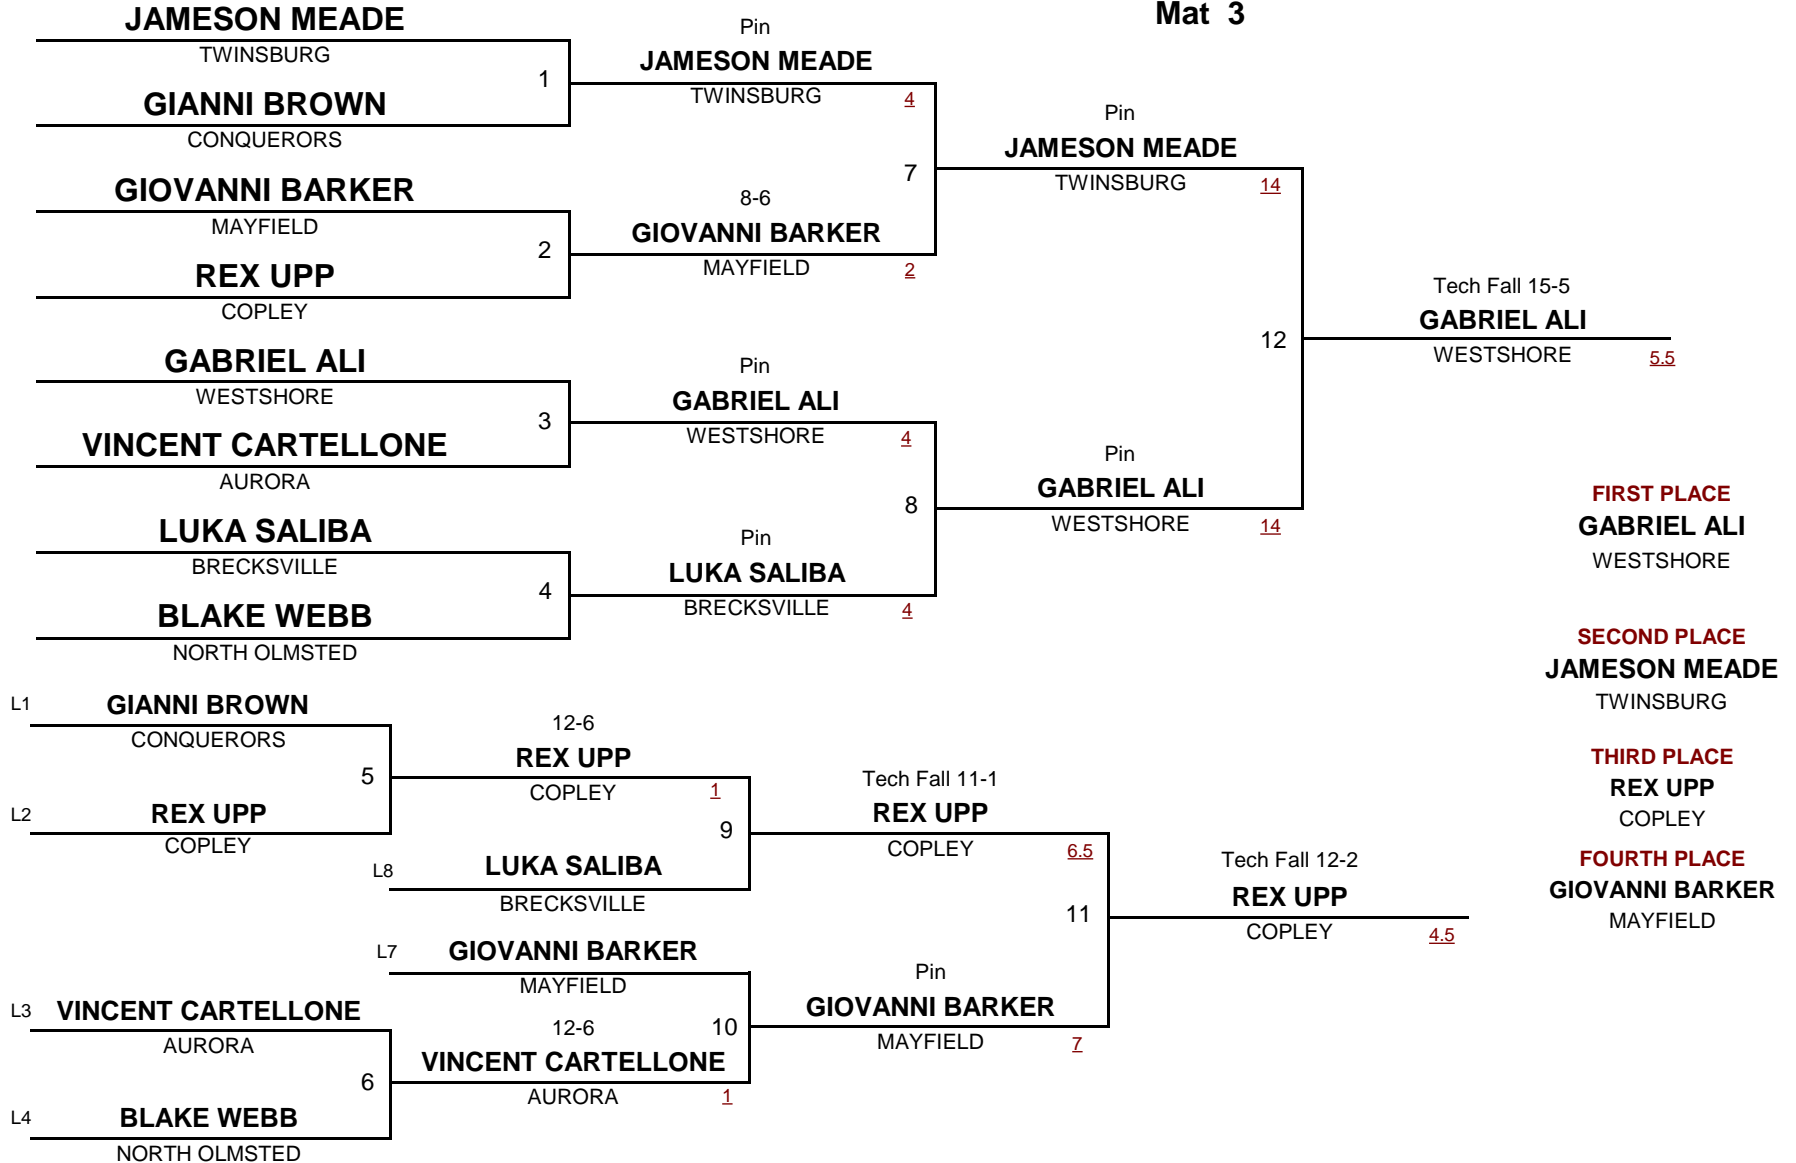 Mat 3
JAMESON MEADE
TWINSBURG
1
GIANNI BROWN
CONQUERORS
GIOVANNI BARKER
MAYFIELD
2
REX UPP
COPLEY
GABRIEL ALI
WESTSHORE
3
VINCENT CARTELLONE
AURORA
LUKA SALIBA
BRECKSVILLE
4
BLAKE WEBB
NORTH OLMSTED
Pin
JAMESON MEADE
TWINSBURG 4
7
8-6
GIOVANNI BARKER
MAYFIELD 2
Pin
GABRIEL ALI
WESTSHORE 4
8
Pin
LUKA SALIBA
BRECKSVILLE 4
Pin
JAMESON MEADE
TWINSBURG 14
12
Pin
GABRIEL ALI
WESTSHORE 14
Tech Fall 15-5
GABRIEL ALI
WESTSHORE 5.5
FIRST PLACE
GABRIEL ALI
WESTSHORE
SECOND PLACE
JAMESON MEADE
TWINSBURG
THIRD PLACE
REX UPP
COPLEY
FOURTH PLACE
GIOVANNI BARKER
MAYFIELD
L1 GIANNI BROWN
CONQUERORS
5
L2 REX UPP
COPLEY
L3 VINCENT CARTELLONE
AURORA
6
L4 BLAKE WEBB
NORTH OLMSTED
12-6
REX UPP
COPLEY 1
9
L8 LUKA SALIBA
BRECKSVILLE
L7 GIOVANNI BARKER
MAYFIELD
12-6 10
VINCENT CARTELLONE
AURORA 1
Tech Fall 11-1
REX UPP
COPLEY 6.5
11
Pin
GIOVANNI BARKER
MAYFIELD 7
Tech Fall 12-2
REX UPP
COPLEY 4.5